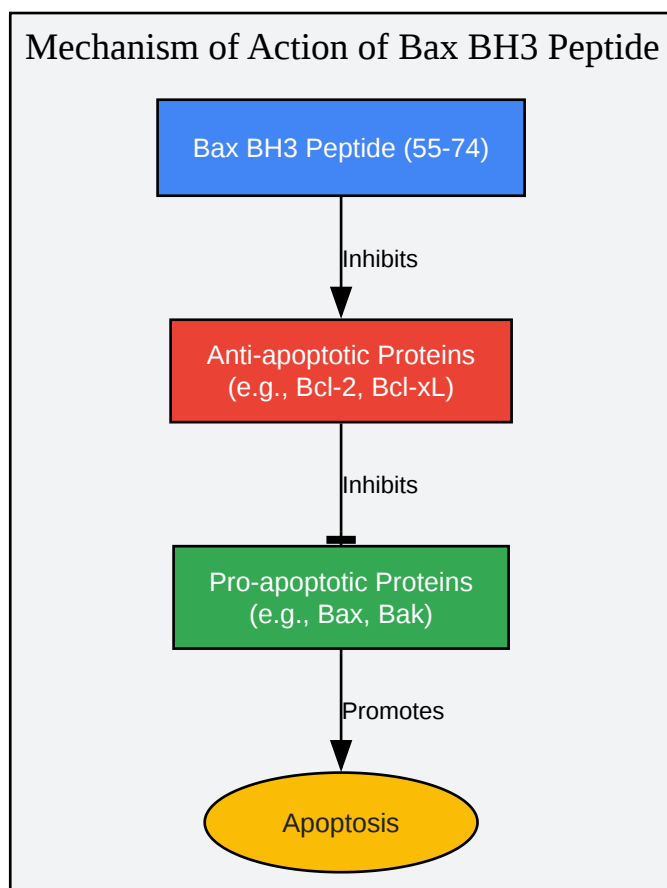 Mechanism of Action of Bax BH3 Peptide
Bax BH3 Peptide (55-74)
Inhibits
Anti-apoptotic Proteins
(e.g., Bcl-2, Bcl-xL)
Inhibits
Pro-apoptotic Proteins
(e.g., Bax, Bak)
Promotes
Apoptosis